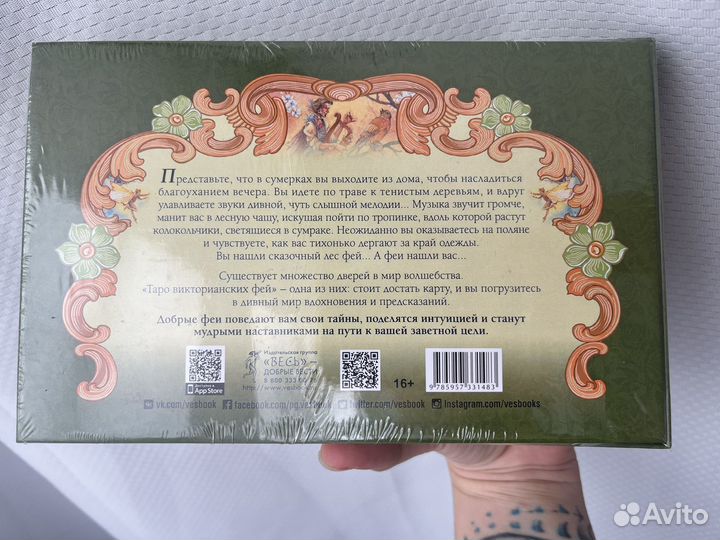 Представьте, что в сумерках вы выходите из дома, чтобы насладиться
благоуханием вечера. Вы идете по траве к тенистым деревьям, и вдруг
улавливаете звуки дивной, чуть слышной мелодии... Музыка звучит громче,
манит вас в лесную чащу, искушая пойти по тропинке, вдоль которой растут
колокольчики, светящиеся в сумраке. Неожиданно вы оказываетесь на поляне
и чувствуете, как вас тихонько дергают за край одежды.
Вы нашли сказочный лес фей... А феи нашли вас...
Существует множество дверей в мир волшебства.
«Таро викторианских фей» – одна из них: стоит достать карту, и вы погрузитесь
в дивный мир вдохновения и предсказаний.
Добрые феи поведают вам свои тайны, поделятся интуицией и станут
мудрыми наставниками на пути к вашей заветной цели.
App Store
Издательская группа
«ВЕСЬ» –
ДОБРЫЕ ВЕСТИ
16+
9 785957 331483
vk.com/vesbook
facebook.com/pg.vesbook
twitter.com/vesbook
Instagram.com/vesbooks
Avito